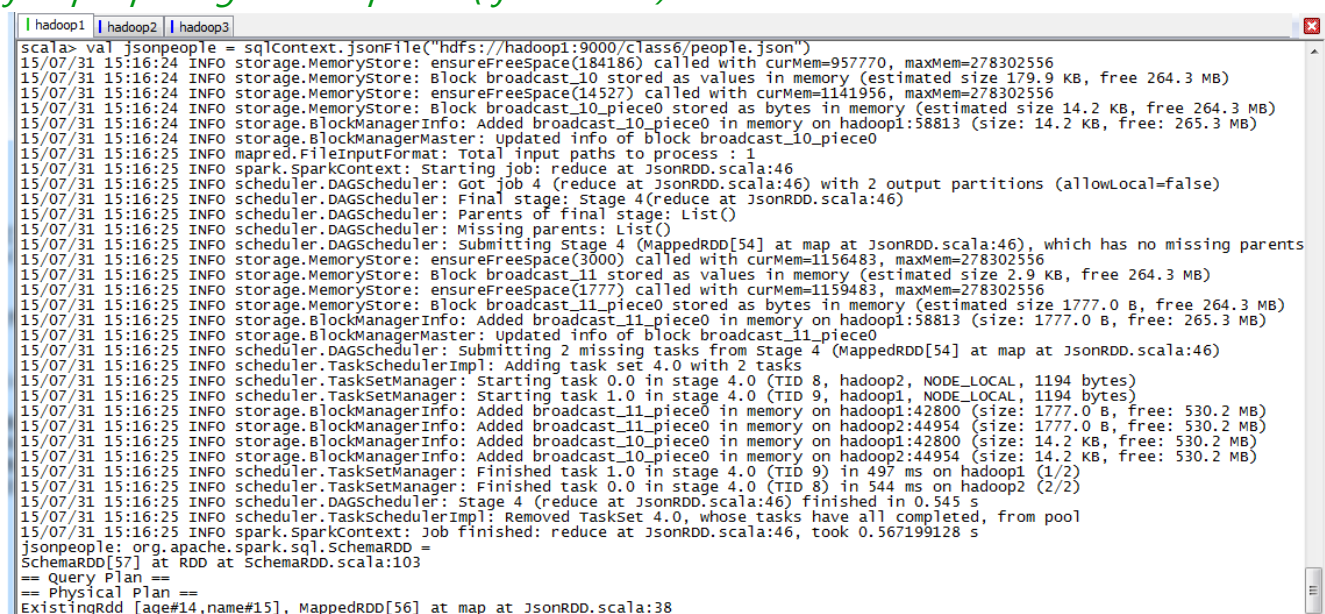 hadoop1 hadoop2 hadoop3
scala> val jsonpeople = sqlContext.jsonFile("hdfs://hadoop1:9000/class6/people.json")
15/07/31 15:16:24 INFO storage.MemoryStore: ensureFreeSpace(184186) called with curMem=957770, maxMem=278302556
15/07/31 15:16:24 INFO storage.MemoryStore: Block broadcast_10 stored as values in memory (estimated size 179.9 KB, free 264.3 MB)
15/07/31 15:16:24 INFO storage.MemoryStore: ensureFreeSpace(14527) called with curMem=1141956, maxMem=278302556
15/07/31 15:16:24 INFO storage.MemoryStore: Block broadcast_10_piece0 stored as bytes in memory (estimated size 14.2 KB, free 264.3 MB)
15/07/31 15:16:24 INFO storage.BlockManagerInfo: Added broadcast_10_piece0 in memory on hadoop1:58813 (size: 14.2 KB, free: 265.3 MB)
15/07/31 15:16:24 INFO storage.BlockManagerMaster: Updated info of block broadcast_10_piece0
15/07/31 15:16:25 INFO mapred.FileInputFormat: Total input paths to process : 1
15/07/31 15:16:25 INFO spark.SparkContext: Starting job: reduce at JsonRDD.scala:46
15/07/31 15:16:25 INFO scheduler.DAGScheduler: Got job 4 (reduce at JsonRDD.scala:46) with 2 output partitions (allowLocal=false)
15/07/31 15:16:25 INFO scheduler.DAGScheduler: Final stage: Stage 4(reduce at JsonRDD.scala:46)
15/07/31 15:16:25 INFO scheduler.DAGScheduler: Parents of final stage: List()
15/07/31 15:16:25 INFO scheduler.DAGScheduler: Missing parents: List()
15/07/31 15:16:25 INFO scheduler.DAGScheduler: Submitting Stage 4 (MappedRDD[54] at map at JsonRDD.scala:46), which has no missing parents
15/07/31 15:16:25 INFO storage.MemoryStore: ensureFreeSpace(3000) called with curMem=1156483, maxMem=278302556
15/07/31 15:16:25 INFO storage.MemoryStore: Block broadcast_11 stored as values in memory (estimated size 2.9 KB, free 264.3 MB)
15/07/31 15:16:25 INFO storage.MemoryStore: ensureFreeSpace(1777) called with curMem=1159483, maxMem=278302556
15/07/31 15:16:25 INFO storage.MemoryStore: Block broadcast_11_piece0 stored as bytes in memory (estimated size 1777.0 B, free 264.3 MB)
15/07/31 15:16:25 INFO storage.BlockManagerInfo: Added broadcast_11_piece0 in memory on hadoop1:58813 (size: 1777.0 B, free: 265.3 MB)
15/07/31 15:16:25 INFO storage.BlockManagerMaster: Updated info of block broadcast_11_piece0
15/07/31 15:16:25 INFO scheduler.DAGScheduler: Submitting 2 missing tasks from Stage 4 (MappedRDD[54] at map at JsonRDD.scala:46)
15/07/31 15:16:25 INFO scheduler.TaskSchedulerImpl: Adding task set 4.0 with 2 tasks
15/07/31 15:16:25 INFO scheduler.TaskSetManager: Starting task 0.0 in stage 4.0 (TID 8, hadoop2, NODE_LOCAL, 1194 bytes)
15/07/31 15:16:25 INFO scheduler.TaskSetManager: Starting task 1.0 in stage 4.0 (TID 9, hadoop1, NODE_LOCAL, 1194 bytes)
15/07/31 15:16:25 INFO storage.BlockManagerInfo: Added broadcast_11_piece0 in memory on hadoop1:42800 (size: 1777.0 B, free: 530.2 MB)
15/07/31 15:16:25 INFO storage.BlockManagerInfo: Added broadcast_11_piece0 in memory on hadoop2:44954 (size: 1777.0 B, free: 530.2 MB)
15/07/31 15:16:25 INFO storage.BlockManagerInfo: Added broadcast_10_piece0 in memory on hadoop1:42800 (size: 14.2 KB, free: 530.2 MB)
15/07/31 15:16:25 INFO storage.BlockManagerInfo: Added broadcast_10_piece0 in memory on hadoop2:44954 (size: 14.2 KB, free: 530.2 MB)
15/07/31 15:16:25 INFO scheduler.TaskSetManager: Finished task 1.0 in stage 4.0 (TID 9) in 497 ms on hadoop1 (1/2)
15/07/31 15:16:25 INFO scheduler.TaskSetManager: Finished task 0.0 in stage 4.0 (TID 8) in 544 ms on hadoop2 (2/2)
15/07/31 15:16:25 INFO scheduler.DAGScheduler: Stage 4 (reduce at JsonRDD.scala:46) finished in 0.545 s
15/07/31 15:16:25 INFO scheduler.TaskSchedulerImpl: Removed TaskSet 4.0, whose tasks have all completed, from pool
15/07/31 15:16:25 INFO spark.SparkContext: Job finished: reduce at JsonRDD.scala:46, took 0.567199128 s
jsonpeople: org.apache.spark.sql.SchemaRDD =
SchemaRDD[57] at RDD at SchemaRDD.scala:103
== Query Plan ==
== Physical Plan ==
ExistingRdd [age#14,name#15], MappedRDD[56] at map at JsonRDD.scala:38